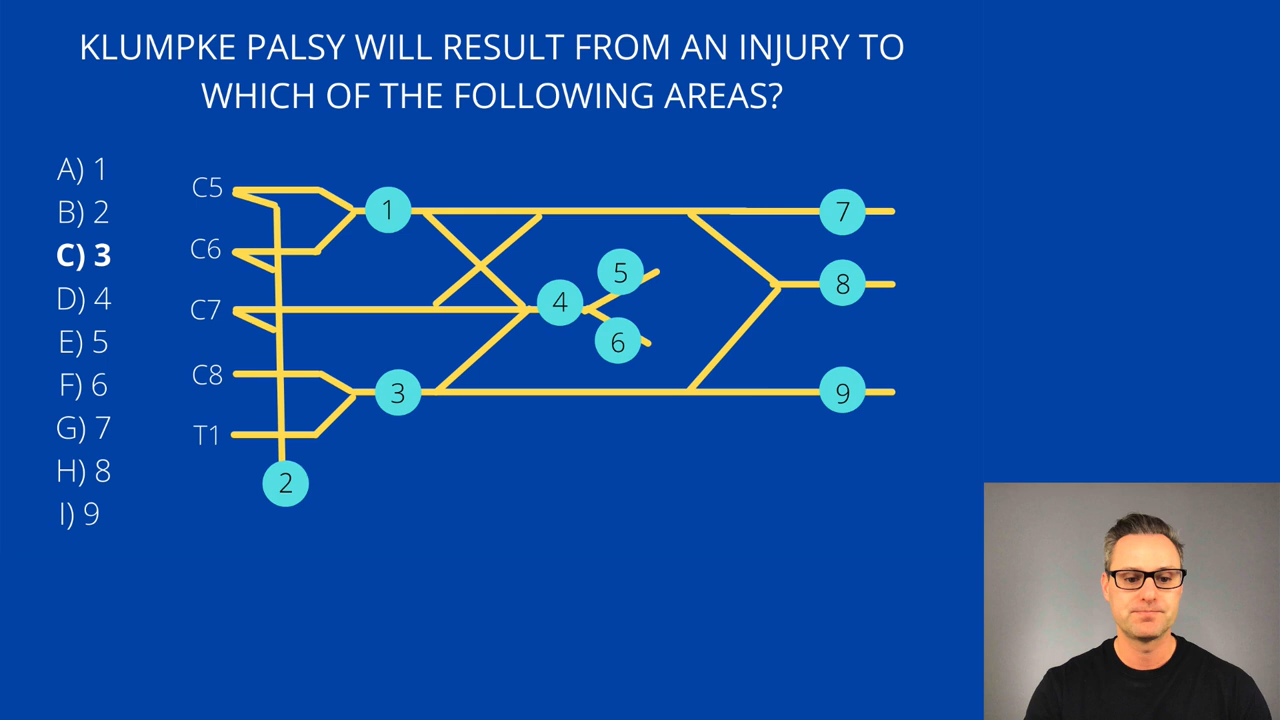 KLUMPKE PALSY WILL RESULT FROM AN INJURY TO
WHICH OF THE FOLLOWING AREAS?
A) 1
B) 2
C) 3
D) 4
E) 5
F) 6
G) 7
H) 8
I) 9
C5
C6
C7
C8
T1
1
2
3
4
5
6
7
8
9